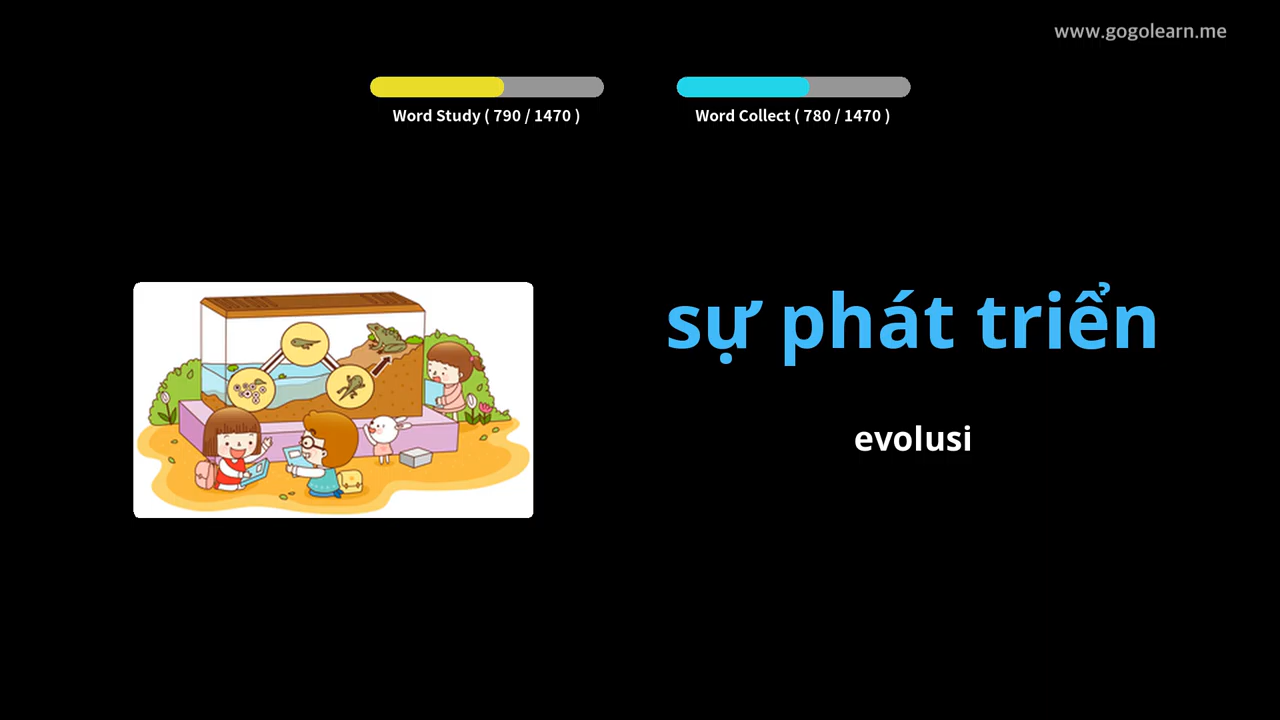 www.gogolearn.me
Word Study ( 790 / 1470 )
Word Collect ( 780 / 1470 )
sự phát triển
evolusi